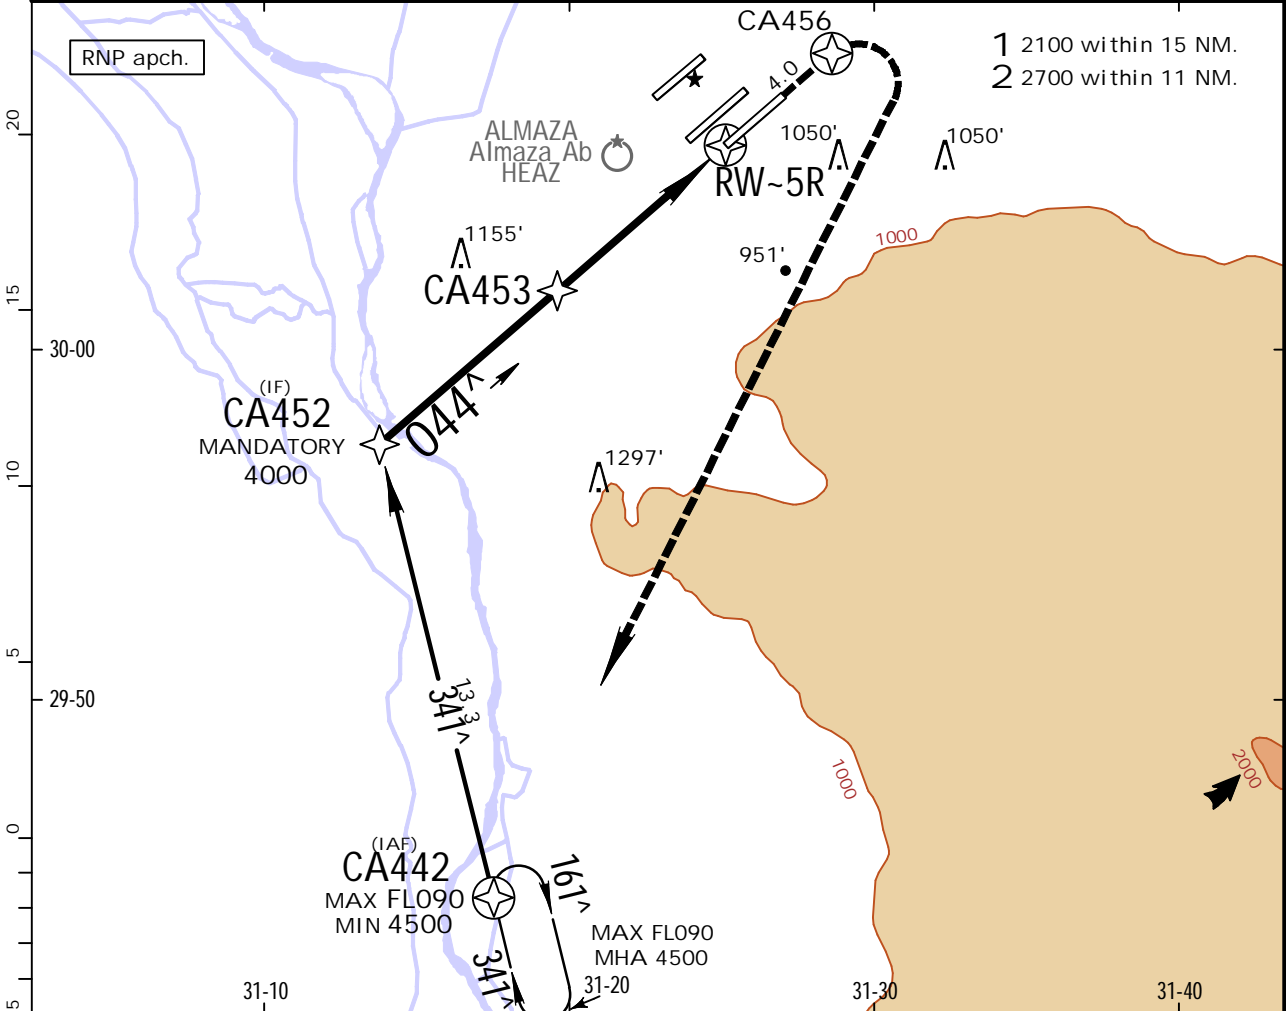 CA456
RNP apch.
1 2100 within 15 NM.
2 2700 within 11 NM.
4.0
20
ALMAZA
Almaza Ab
HEAZ
1050'
1050'
RW~5R
1155'
1000
951'
CA453
15
30-00
(IF)
CA452
MANDATORY
4000
044^
1297'
10
5
29-50
13.3
341^
1000
2000
0
(IAF)
CA442
MAX FL090
MIN 4500
161^
MAX FL090
MHA 4500
341^
5
31-10
31-20
31-30
31-40